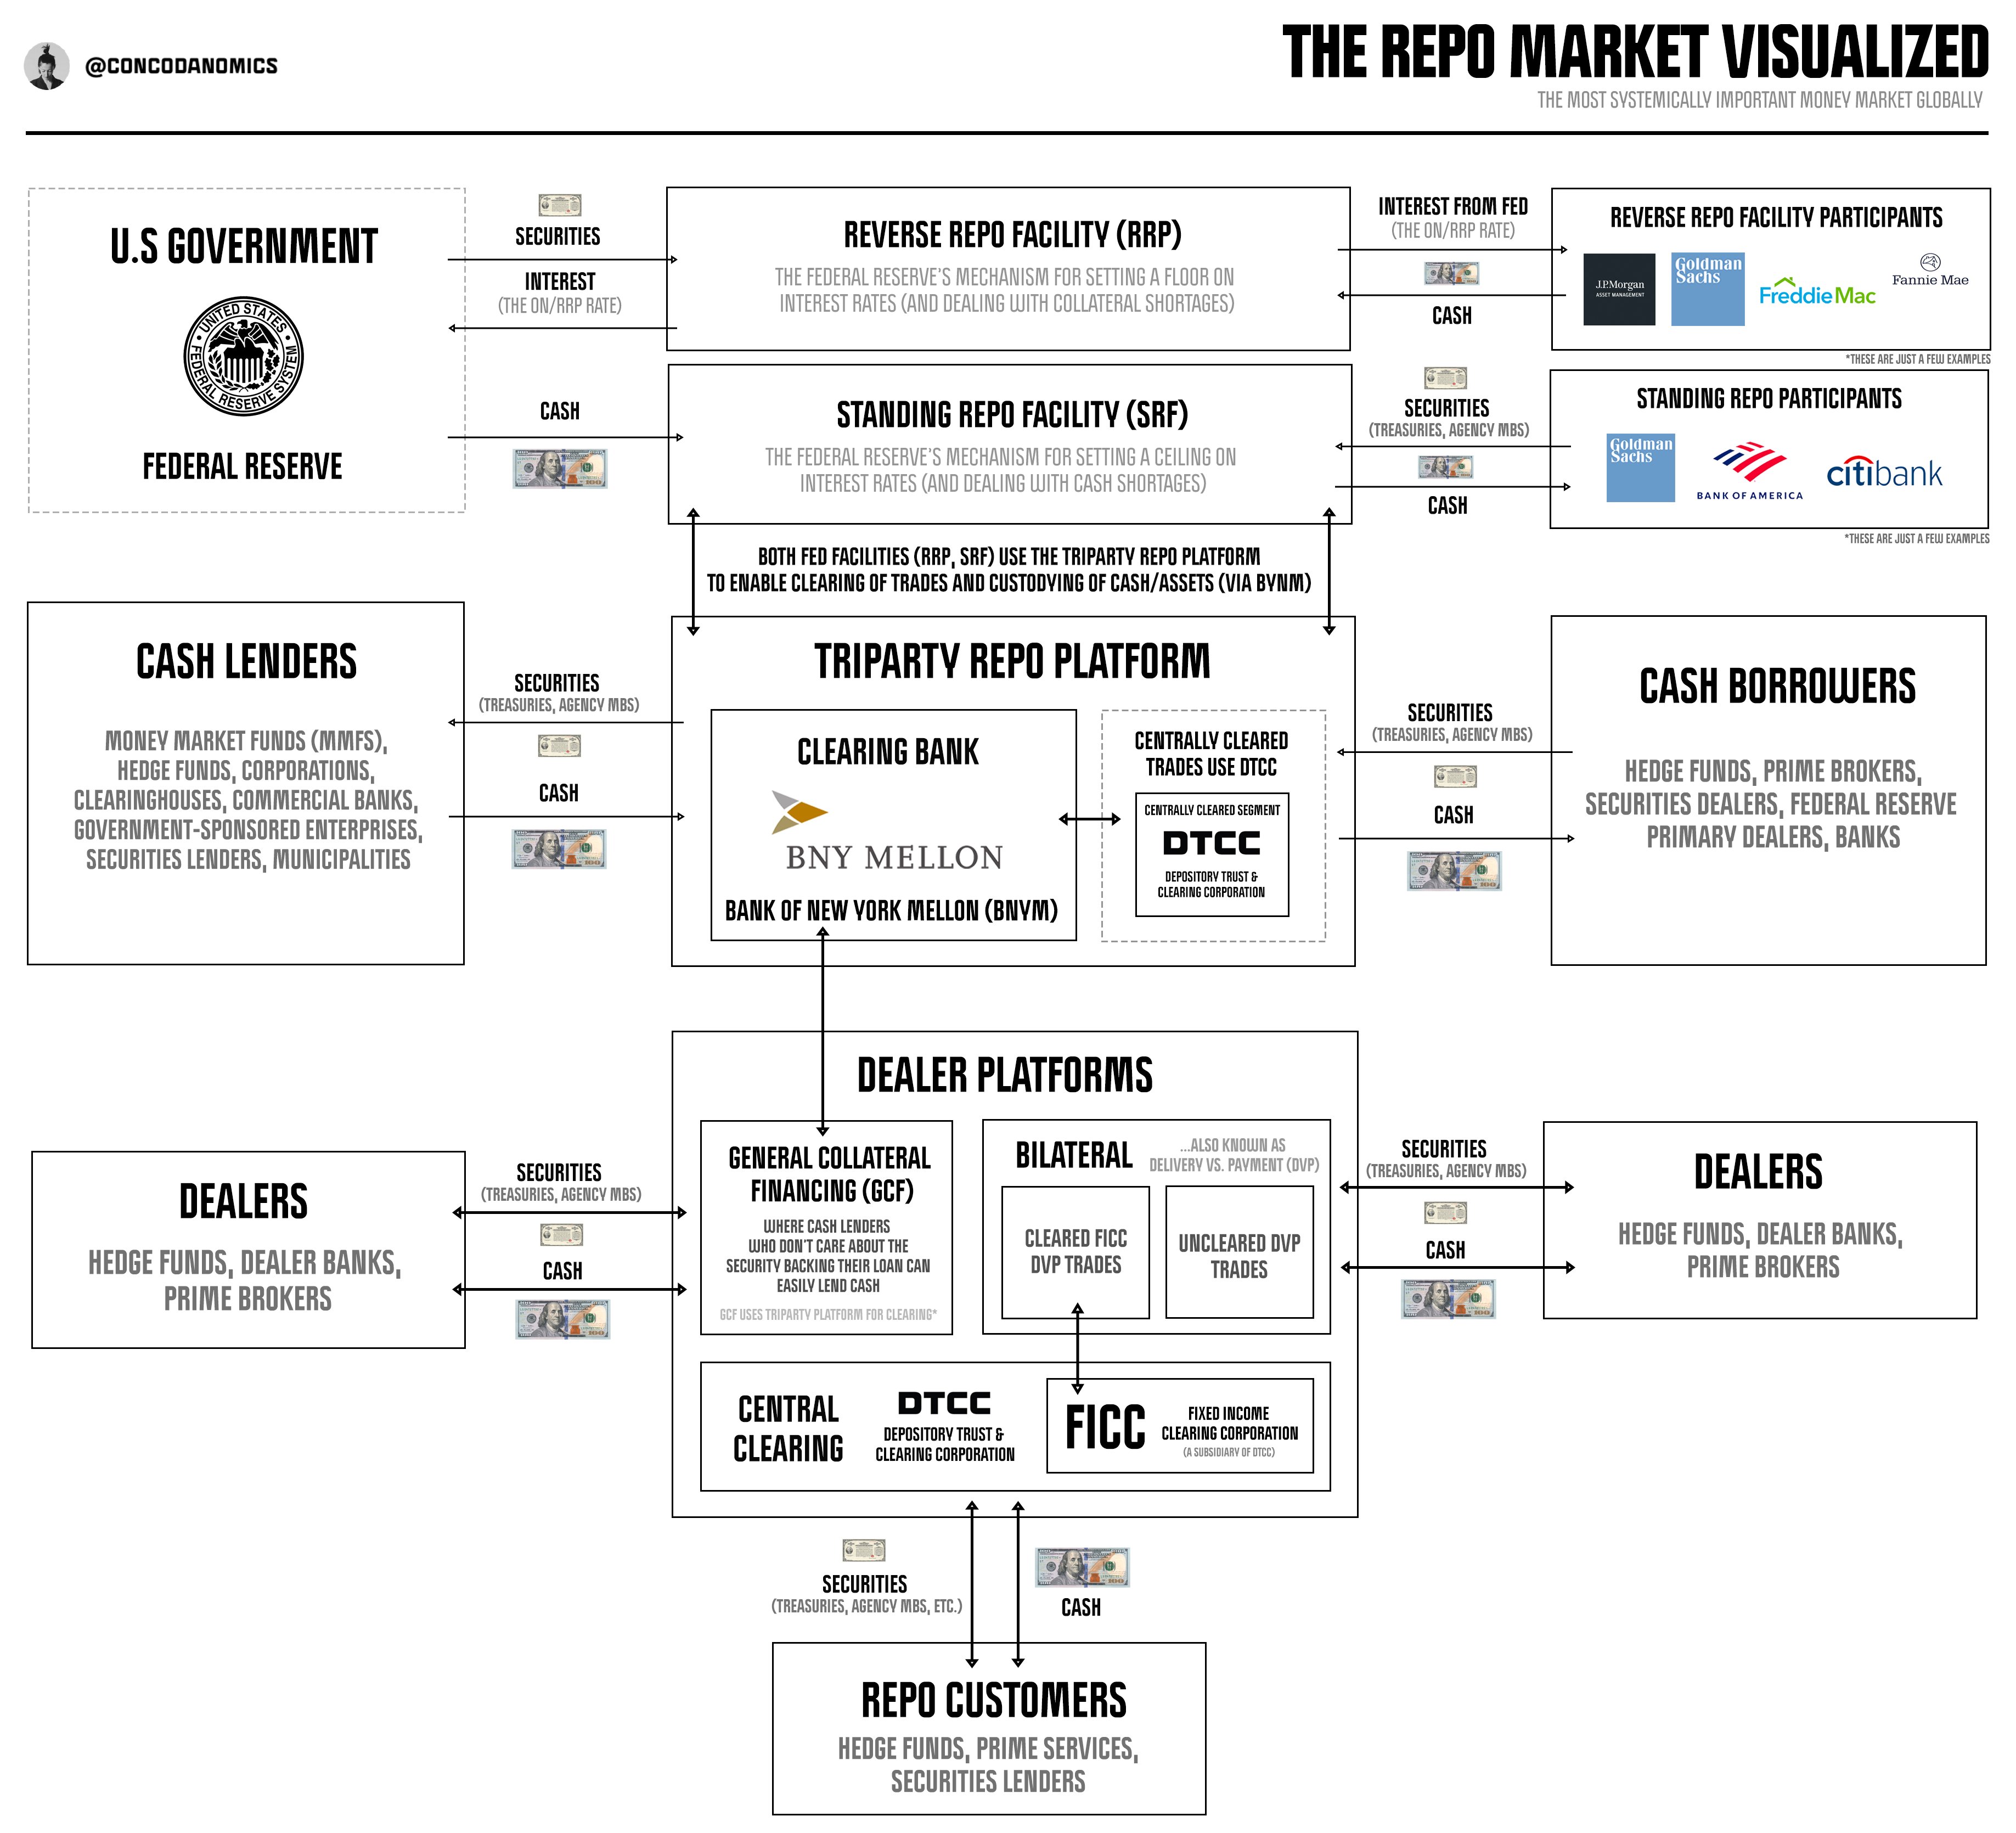 @CONCODANOMICS
THE REPO MARKET VISUALIZED
THE MOST SYSTEMICALLY IMPORTANT MONEY MARKET GLOBALLY
U.S GOVERNMENT
UNITED STATES
FEDERAL RESERVE SYSTEM
FEDERAL RESERVE
SECURITIES
INTEREST
(THE ON/RRP RATE)
CASH
REVERSE REPO FACILITY (RRP)
THE FEDERAL RESERVE'S MECHANISM FOR SETTING A FLOOR ON
INTEREST RATES (AND DEALING WITH COLLATERAL SHORTAGES)
INTEREST FROM FED
(THE ON/RRP RATE)
CASH
REVERSE REPO FACILITY PARTICIPANTS
J.P.Morgan
ASSET MANAGEMENT
Goldman
Sachs
Freddie Mac
Fannie Mae
*THESE ARE JUST A FEW EXAMPLES
STANDING REPO FACILITY (SRF)
THE FEDERAL RESERVE'S MECHANISM FOR SETTING A CEILING ON
INTEREST RATES (AND DEALING WITH CASH SHORTAGES)
SECURITIES
(TREASURIES, AGENCY MBS)
CASH
STANDING REPO PARTICIPANTS
Goldman
Sachs
BANK OF AMERICA
citibank
*THESE ARE JUST A FEW EXAMPLES
BOTH FED FACILITIES (RRP, SRF) USE THE TRIPARTY REPO PLATFORM
TO ENABLE CLEARING OF TRADES AND CUSTODYING OF CASH/ASSETS (VIA BYNM)
CASH LENDERS
MONEY MARKET FUNDS (MMFS),
HEDGE FUNDS, CORPORATIONS,
CLEARINGHOUSES, COMMERCIAL BANKS,
GOVERNMENT-SPONSORED ENTERPRISES,
SECURITIES LENDERS, MUNICIPALITIES
SECURITIES
(TREASURIES, AGENCY MBS)
CASH
TRIPARTY REPO PLATFORM
CLEARING BANK
BNY MELLON
BANK OF NEW YORK MELLON (BNYM)
CENTRALLY CLEARED
TRADES USE DTCC
CENTRALLY CLEARED SEGMENT
DTCC
DEPOSITORY TRUST &
CLEARING CORPORATION
SECURITIES
(TREASURIES, AGENCY MBS)
CASH
CASH BORROWERS
HEDGE FUNDS, PRIME BROKERS,
SECURITIES DEALERS, FEDERAL RESERVE
PRIMARY DEALERS, BANKS
DEALER PLATFORMS
DEALERS
HEDGE FUNDS, DEALER BANKS,
PRIME BROKERS
SECURITIES
(TREASURIES, AGENCY MBS)
CASH
GENERAL COLLATERAL
FINANCING (GCF)
WHERE CASH LENDERS
WHO DON'T CARE ABOUT THE
SECURITY BACKING THEIR LOAN CAN
EASILY LEND CASH
GCF USES TRIPARTY PLATFORM FOR CLEARING*
BILATERAL
...ALSO KNOWN AS
DELIVERY VS. PAYMENT (DVP)
CLEARED FICC
DVP TRADES
UNCLEARED DVP
TRADES
SECURITIES
(TREASURIES, AGENCY MBS)
CASH
DEALERS
HEDGE FUNDS, DEALER BANKS,
PRIME BROKERS
CENTRAL
CLEARING
DTCC
DEPOSITORY TRUST &
CLEARING CORPORATION
FICC
FIXED INCOME
CLEARING CORPORATION
(A SUBSIDIARY OF DTCC)
SECURITIES
(TREASURIES, AGENCY MBS, ETC.)
CASH
REPO CUSTOMERS
HEDGE FUNDS, PRIME SERVICES,
SECURITIES LENDERS